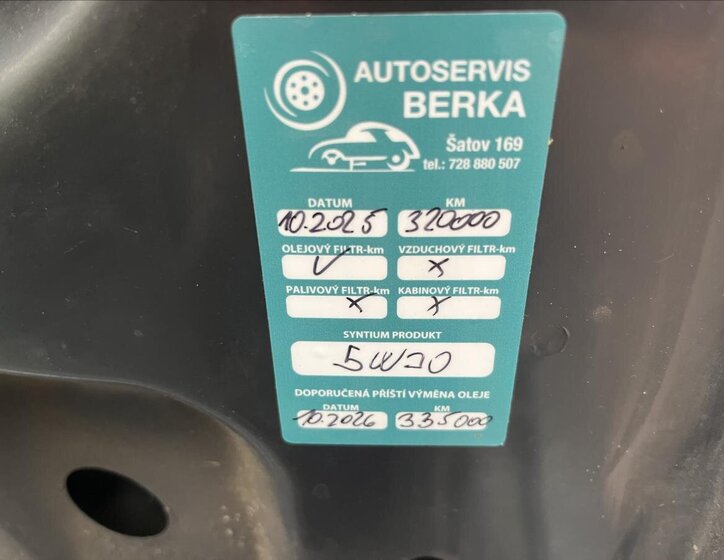 AUTOSERVIS
BERKA
Šatov 169
tel.: 728 880 507
DATUM KM
10.2025 320000
OLEJOVÝ FILTR-km VZDUCHOVÝ FILTR-km
✓ x
PALIVOVÝ FILTR-km KABINOVÝ FILTR-km
x x
SYNTIUM PRODUKT
5W30
DOPORUČENÁ PŘÍŠTÍ VÝMĚNA OLEJE
DATUM KM
10.2026 335000